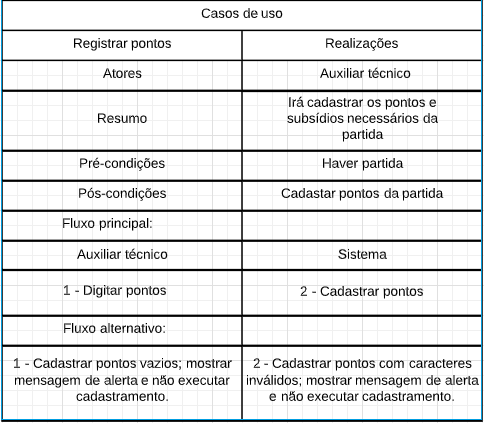 Casos de uso
Registrar pontos
Realizações
Atores
Auxiliar técnico
Resumo
Irá cadastrar os pontos e
subsídios necessários da
partida
Pré-condições
Haver partida
Pós-condições
Cadastar pontos da partida
Fluxo principal:
Auxiliar técnico
Sistema
1 - Digitar pontos
2 - Cadastrar pontos
Fluxo alternativo:
1 - Cadastrar pontos vazios; mostrar
mensagem de alerta e não executar
cadastramento.
2 - Cadastrar pontos com caracteres
inválidos; mostrar mensagem de alerta
e não executar cadastramento.